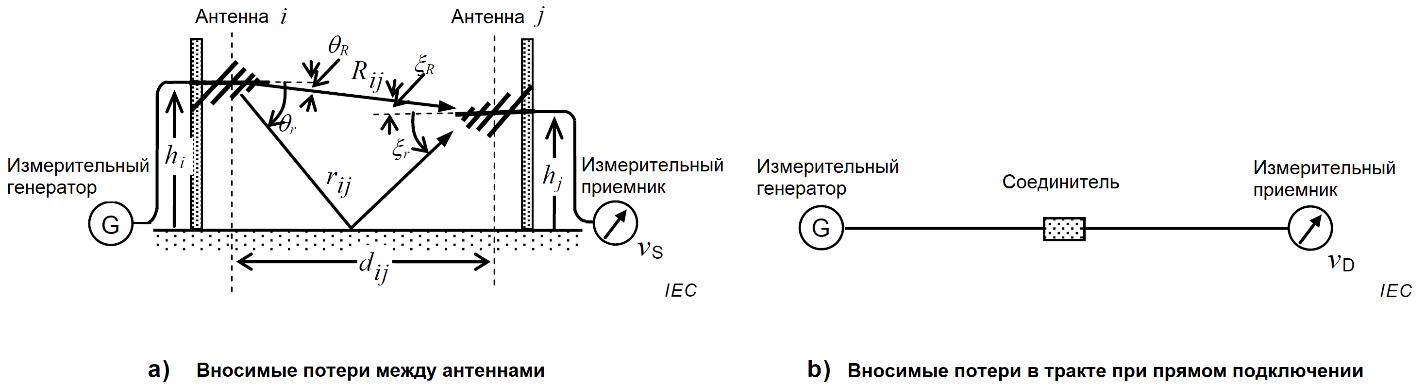 Антенна i
Антенна j
θR
Rij
ξR
θr
ξr
Измерительный
генератор
hi
rij
hj
Измерительный
приемник
G
vS
dij
IEC
a) Вносимые потери между антеннами
Измерительный
генератор
Соединитель
Измерительный
приемник
G
vD
IEC
b) Вносимые потери в тракте при прямом подключении